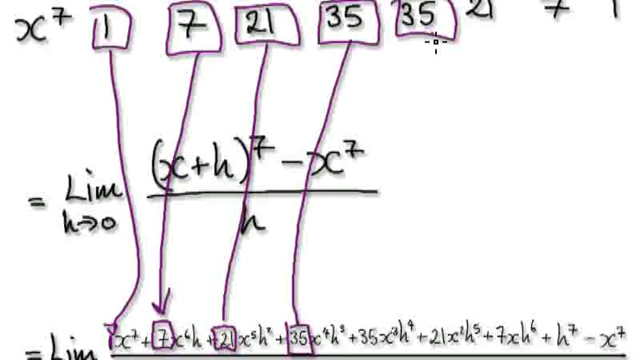 x⁷ 1 7 21 35 35 21 7 1
(x+h)⁷ - x⁷
= Lim
h→0
h
= Lim x⁷ + 7x⁶h + 21x⁵h² + 35x⁴h³ + 35x³h⁴ + 21x²h⁵ + 7xh⁶ + h⁷ - x⁷